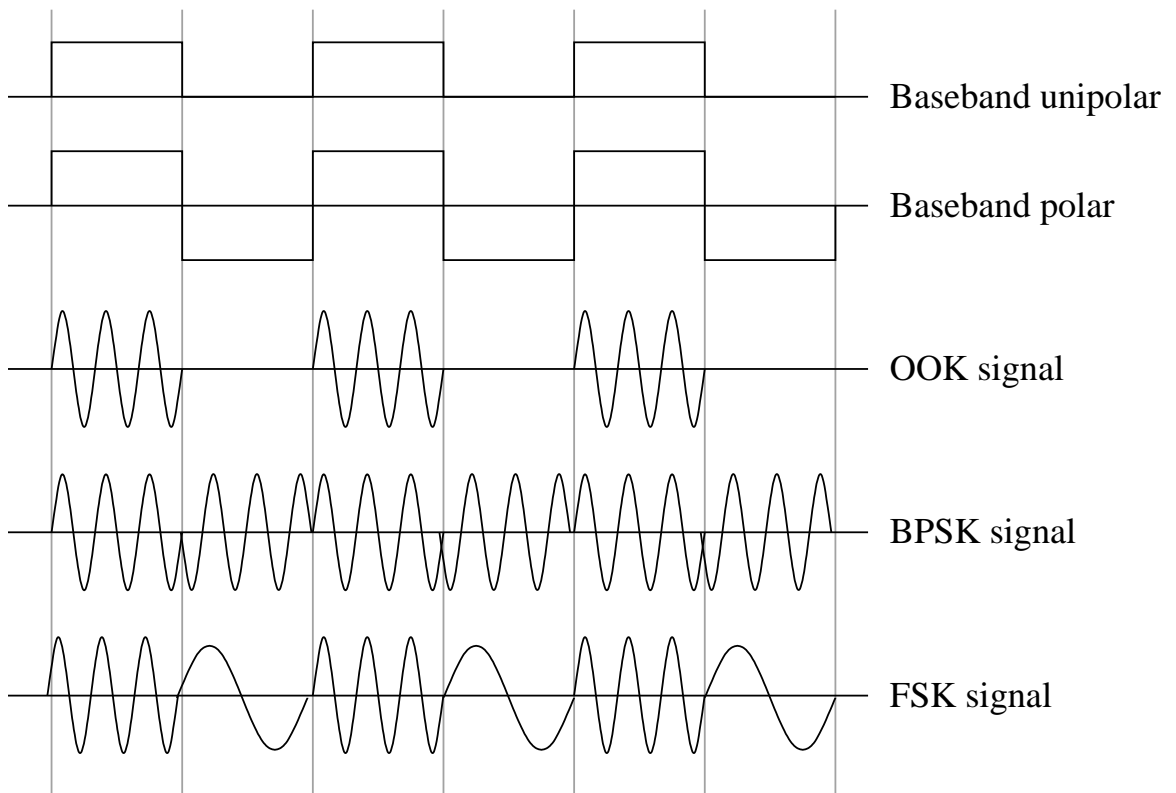 Baseband unipolar
Baseband polar
OOK signal
BPSK signal
FSK signal